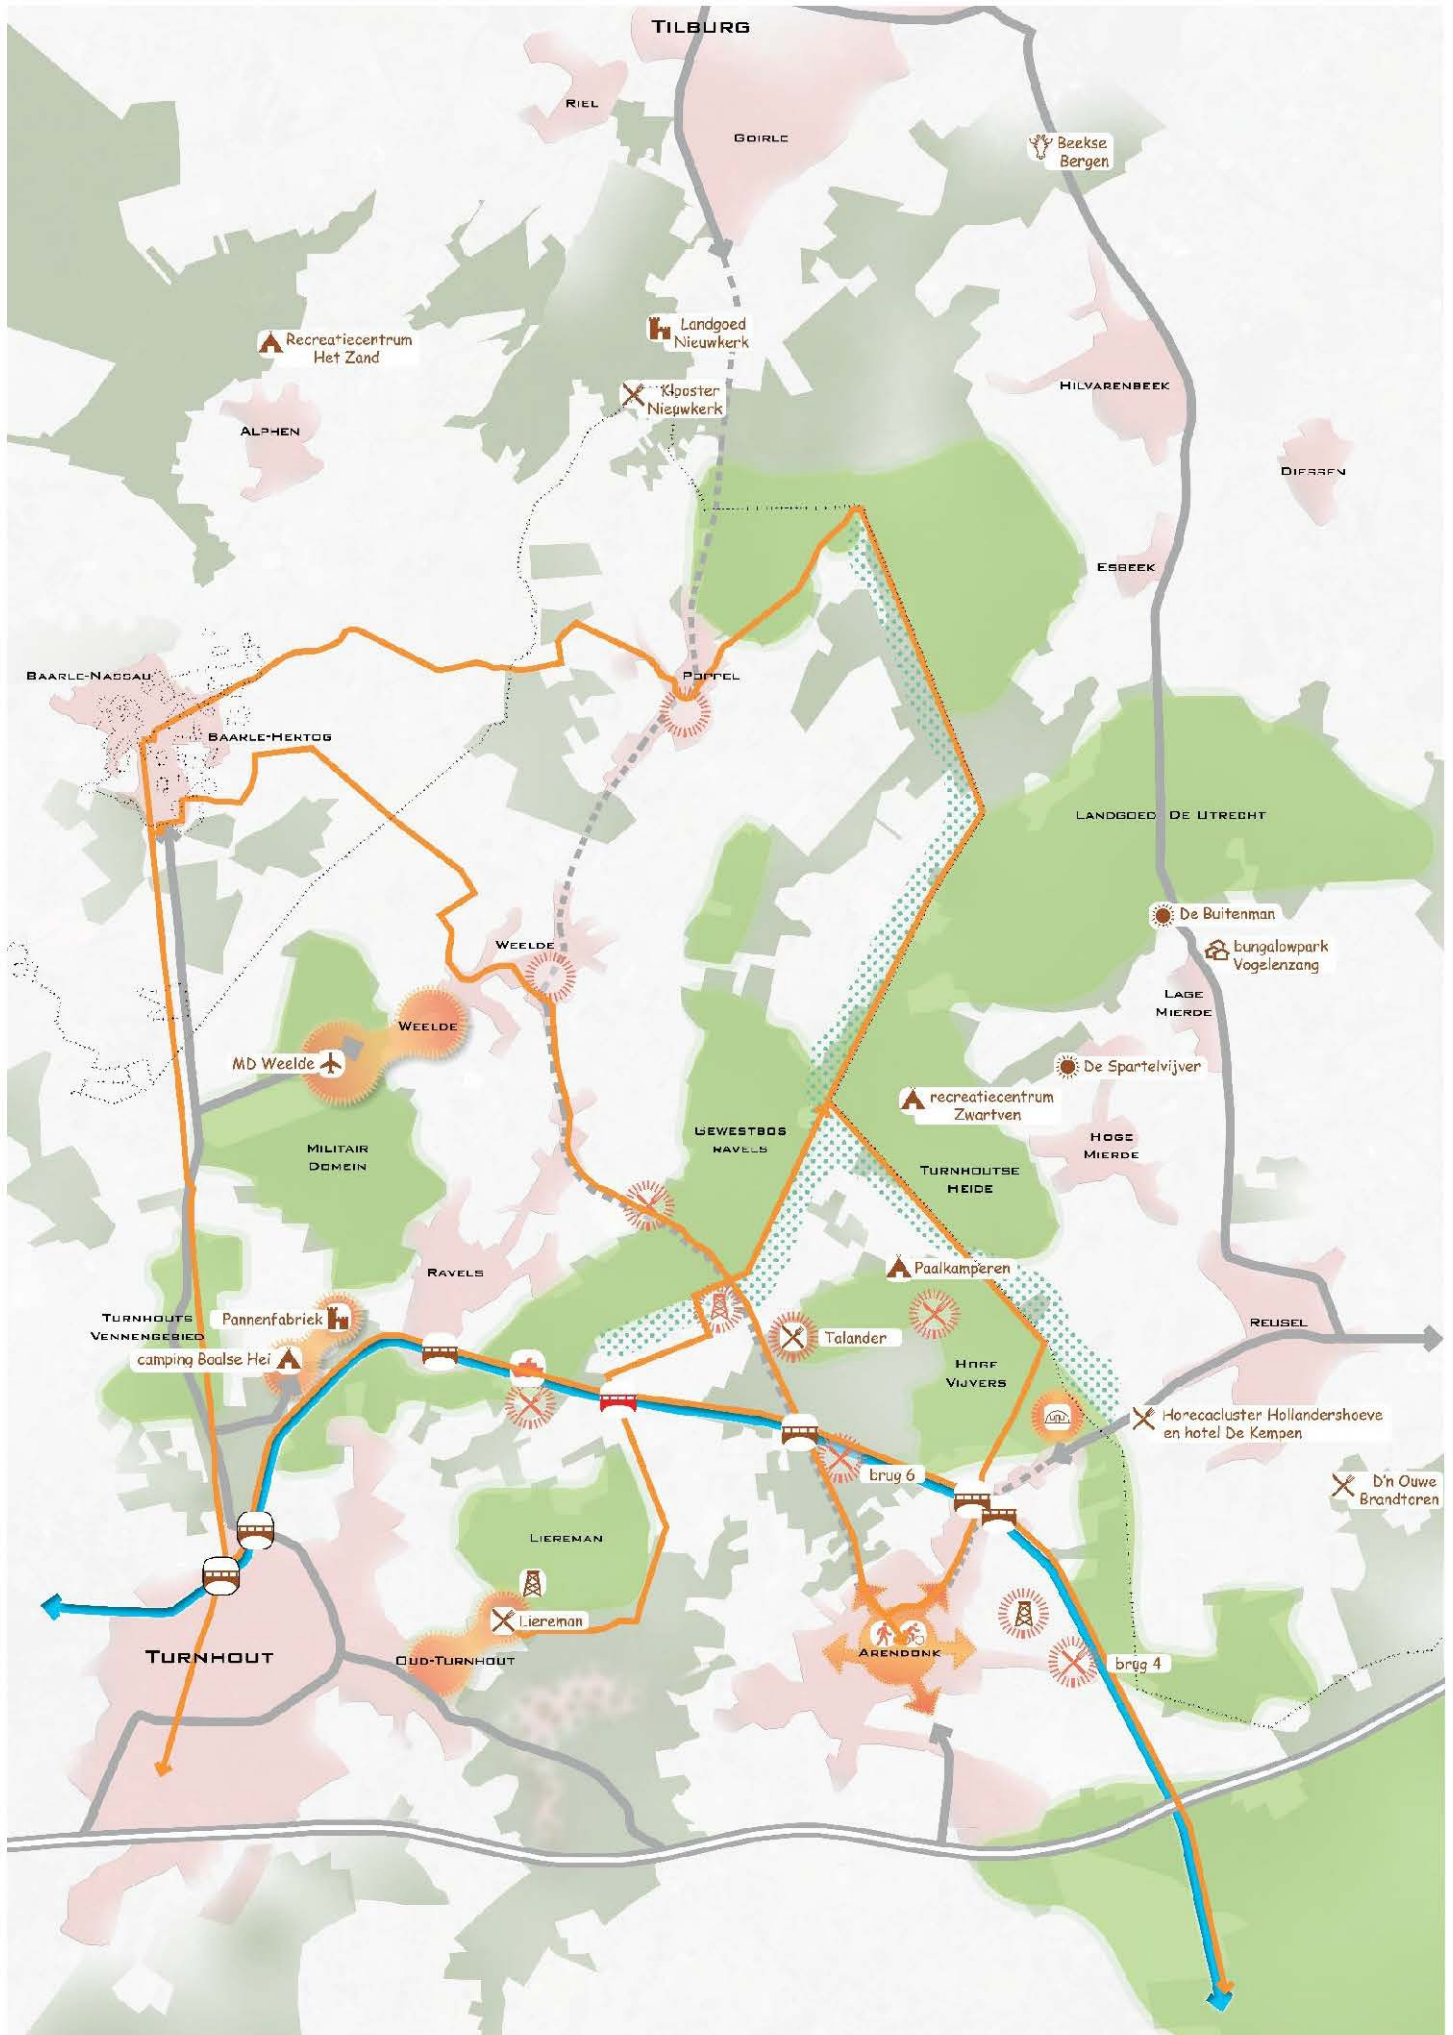 TILBURG
RIEL
GOIRLE
Beekse
Bergen
Landgoed
Nieuwkerk
Recreatiecentrum
Het Zand
Klooster
Nieuwkerk
HILVARENBEEK
ALPHEN
DIESSEN
ESBEEK
BAARLE-NASSAU
POPPEL
BAARLE-HERTOG
LANDGOED DE UTRECHT
De Buitenman
WEELDE
bungalowpark
Vogelenzang
LAGE
MIERDE
WEELDE
MD Weelde
De Spartelvijver
recreatiecentrum
Zwartven
GEWESTBOS
RAVELS
HOGE
MIERDE
MILITAIR
DOMEIN
TURNHOUTSE
HEIDE
RAVELS
Paalkamperen
TURNHOUTS
VENNENGEBIED
Pannenfabriek
REUSEL
Talander
camping Baalse Hei
HOGE
VIJVERS
Horecacluster Hollandershoeve
en hotel De Kempen
brug 6
D'n Ouwe
Brandtoren
LIEREMAN
Liereman
TURNHOUT
OUD-TURNHOUT
ARENDONK
brug 4